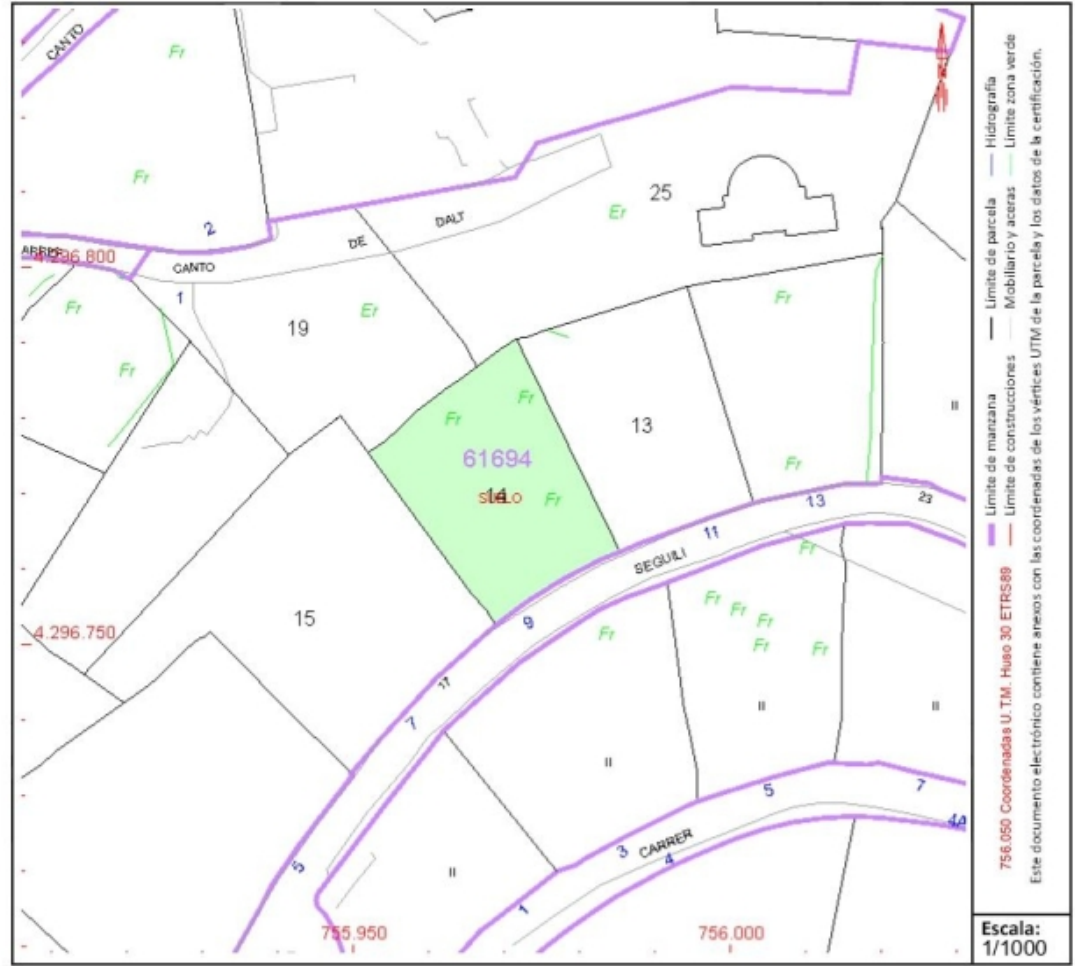 CANTO
Fr
Fr
2
25
DALT
Er
DE
4.296.800
CANTO
1
Fr
19
Er
Fr
Fr
Fr
Fr
13
II
61694
Fr
14
SUELO
Fr
13
23
11
SEGUILI
Fr
9
Fr
Fr
Fr
Fr
Fr
Fr
15
4.296.750
17
7
II
II
II
5
7
5
3
CARRER
4
4A
II
1
755.950
756.000
Límite de manzana
Límite de parcela
Hidrografía
Límite de construcciones
Mobiliario y aceras
Límite zona verde
756.050 Coordenadas U.T.M. Huso 30 ETRS89
Este documento electrónico contiene anexos con las coordenadas de los vértices UTM de la parcela y los datos de la certificación.
Escala:
1/1000